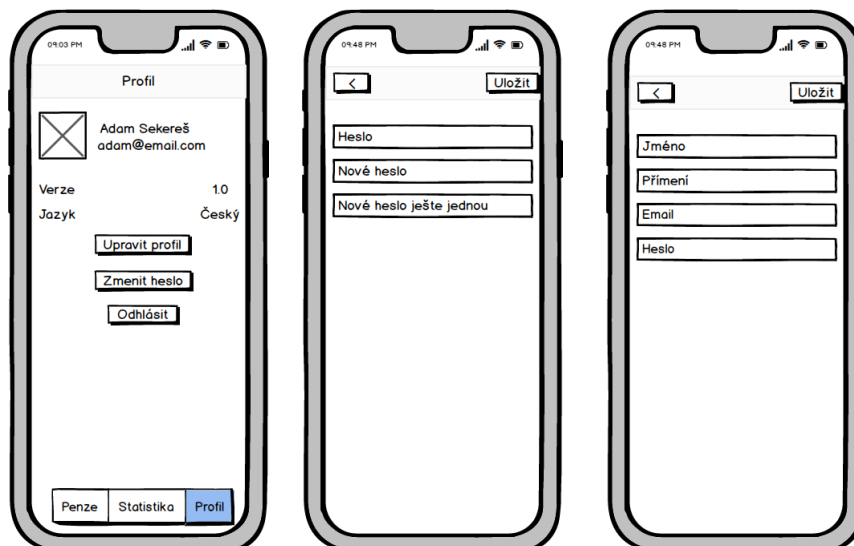 09:03 PM
Profil
Adam Sekereš
adam@email.com
Verze 1.0
Jazyk Český
Upravit profil
Zmenit heslo
Odhlásit
Penze Statistika Profil
09:48 PM
< Uložit
Heslo
Nové heslo
Nové heslo ješte jednou
09:48 PM
< Uložit
Jméno
Přímení
Email
Heslo